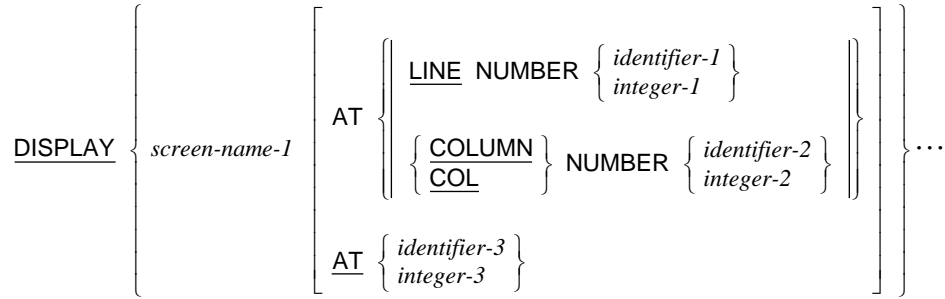 LINE NUMBER { identifier-1
integer-1 }
AT
DISPLAY { screen-name-1
{ COLUMN
COL } NUMBER { identifier-2
integer-2 } ...
AT { identifier-3
integer-3 }